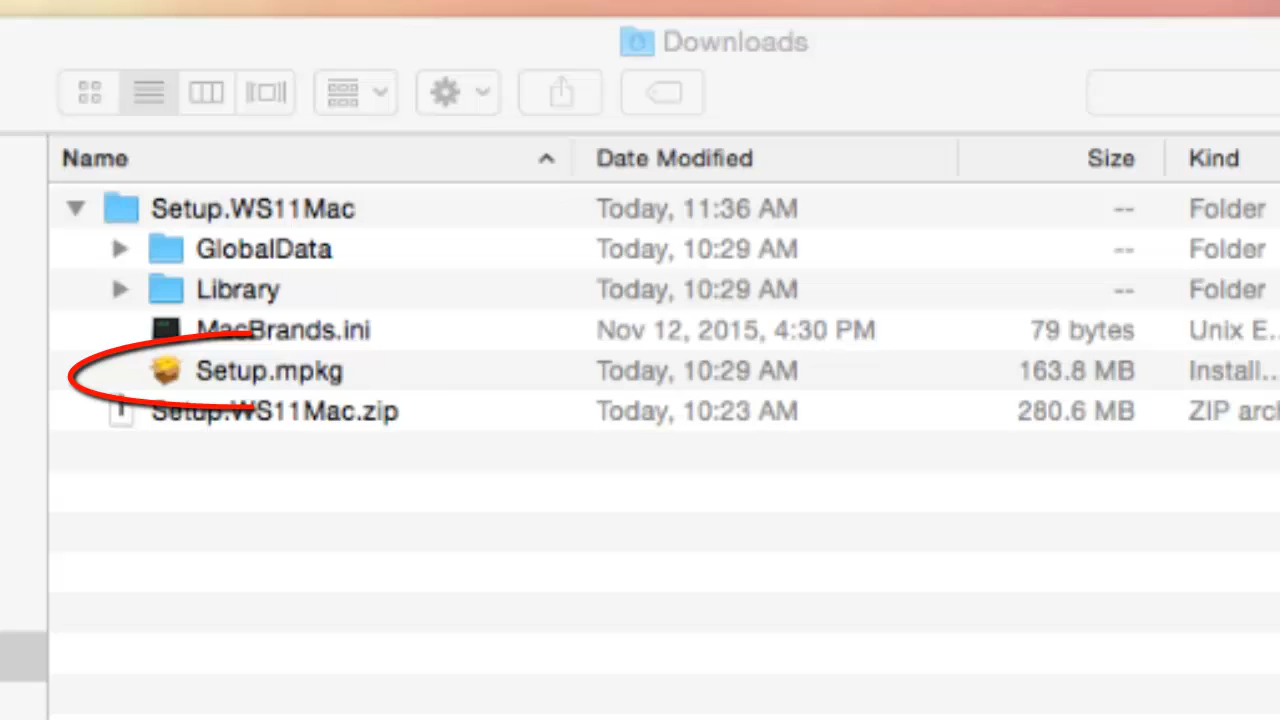 Downloads
Name Date Modified Size Kind
Setup.WS11Mac Today, 11:36 AM -- Folder
GlobalData Today, 10:29 AM -- Folder
Library Today, 10:29 AM -- Folder
MacBrands.ini Nov 12, 2015, 4:30 PM 79 bytes Unix E...
Setup.mpkg Today, 10:29 AM 163.8 MB Install...
Setup.WS11Mac.zip Today, 10:23 AM 280.6 MB ZIP arc